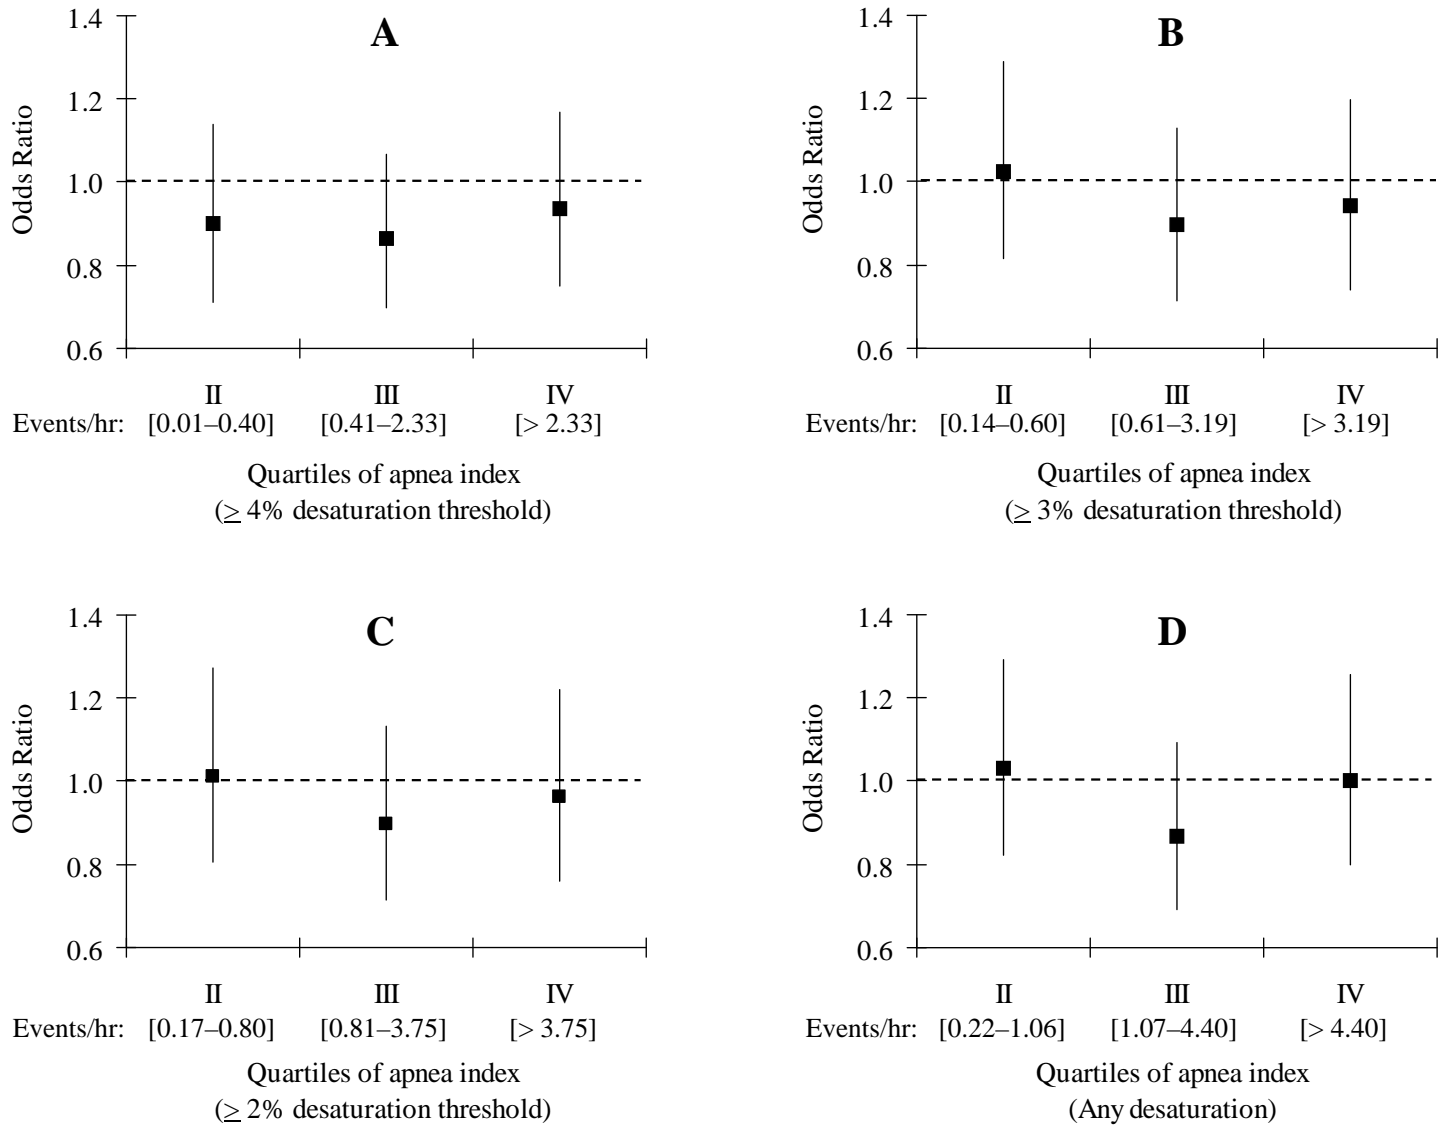 A
Odds Ratio
1.4
1.2
1.0
0.8
0.6
II III IV
Events/hr: [0.01–0.40] [0.41–2.33] [> 2.33]
Quartiles of apnea index
(≥ 4% desaturation threshold)
B
Odds Ratio
1.4
1.2
1.0
0.8
0.6
II III IV
Events/hr: [0.14–0.60] [0.61–3.19] [> 3.19]
Quartiles of apnea index
(≥ 3% desaturation threshold)
C
Odds Ratio
1.4
1.2
1.0
0.8
0.6
II III IV
Events/hr: [0.17–0.80] [0.81–3.75] [> 3.75]
Quartiles of apnea index
(≥ 2% desaturation threshold)
D
Odds Ratio
1.4
1.2
1.0
0.8
0.6
II III IV
Events/hr: [0.22–1.06] [1.07–4.40] [> 4.40]
Quartiles of apnea index
(Any desaturation)